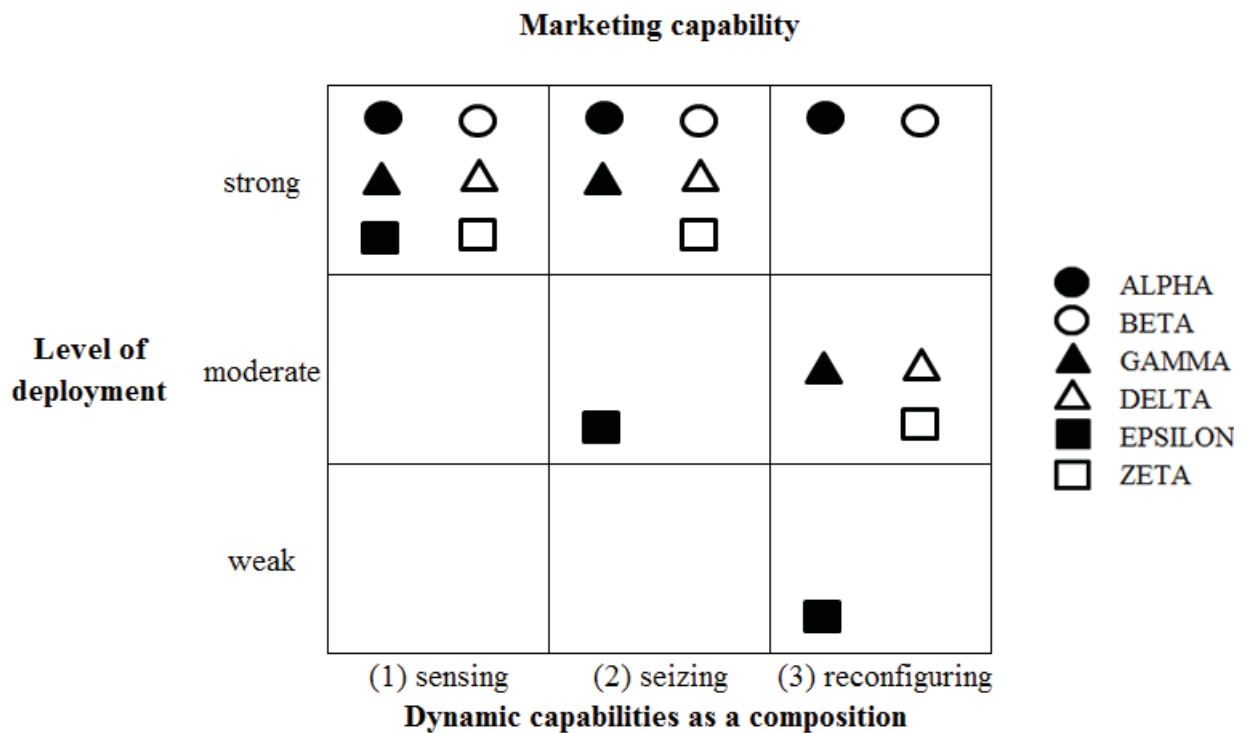 Marketing capability
strong
Level of
deployment
moderate
weak
ALPHA
BETA
GAMMA
DELTA
EPSILON
ZETA
(1) sensing
(2) seizing
(3) reconfiguring
Dynamic capabilities as a composition